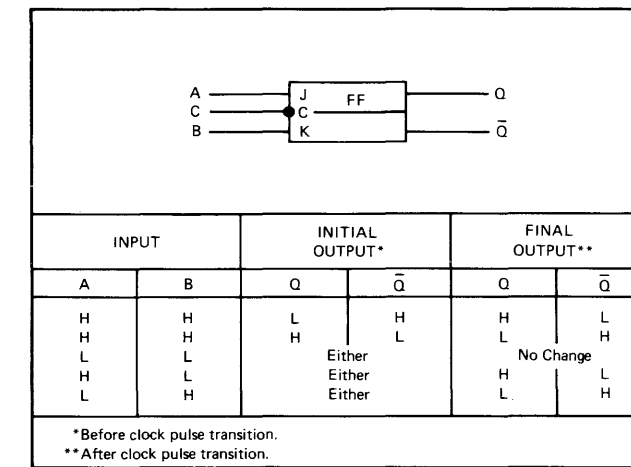 A J FF Q
C C
B K Q̅
INPUT INITIAL OUTPUT* FINAL OUTPUT**
A B Q Q̅ Q Q̅
H H L H H L
H H H L L H
L L Either No Change
H L Either H L
L H Either L H
*Before clock pulse transition.
**After clock pulse transition.